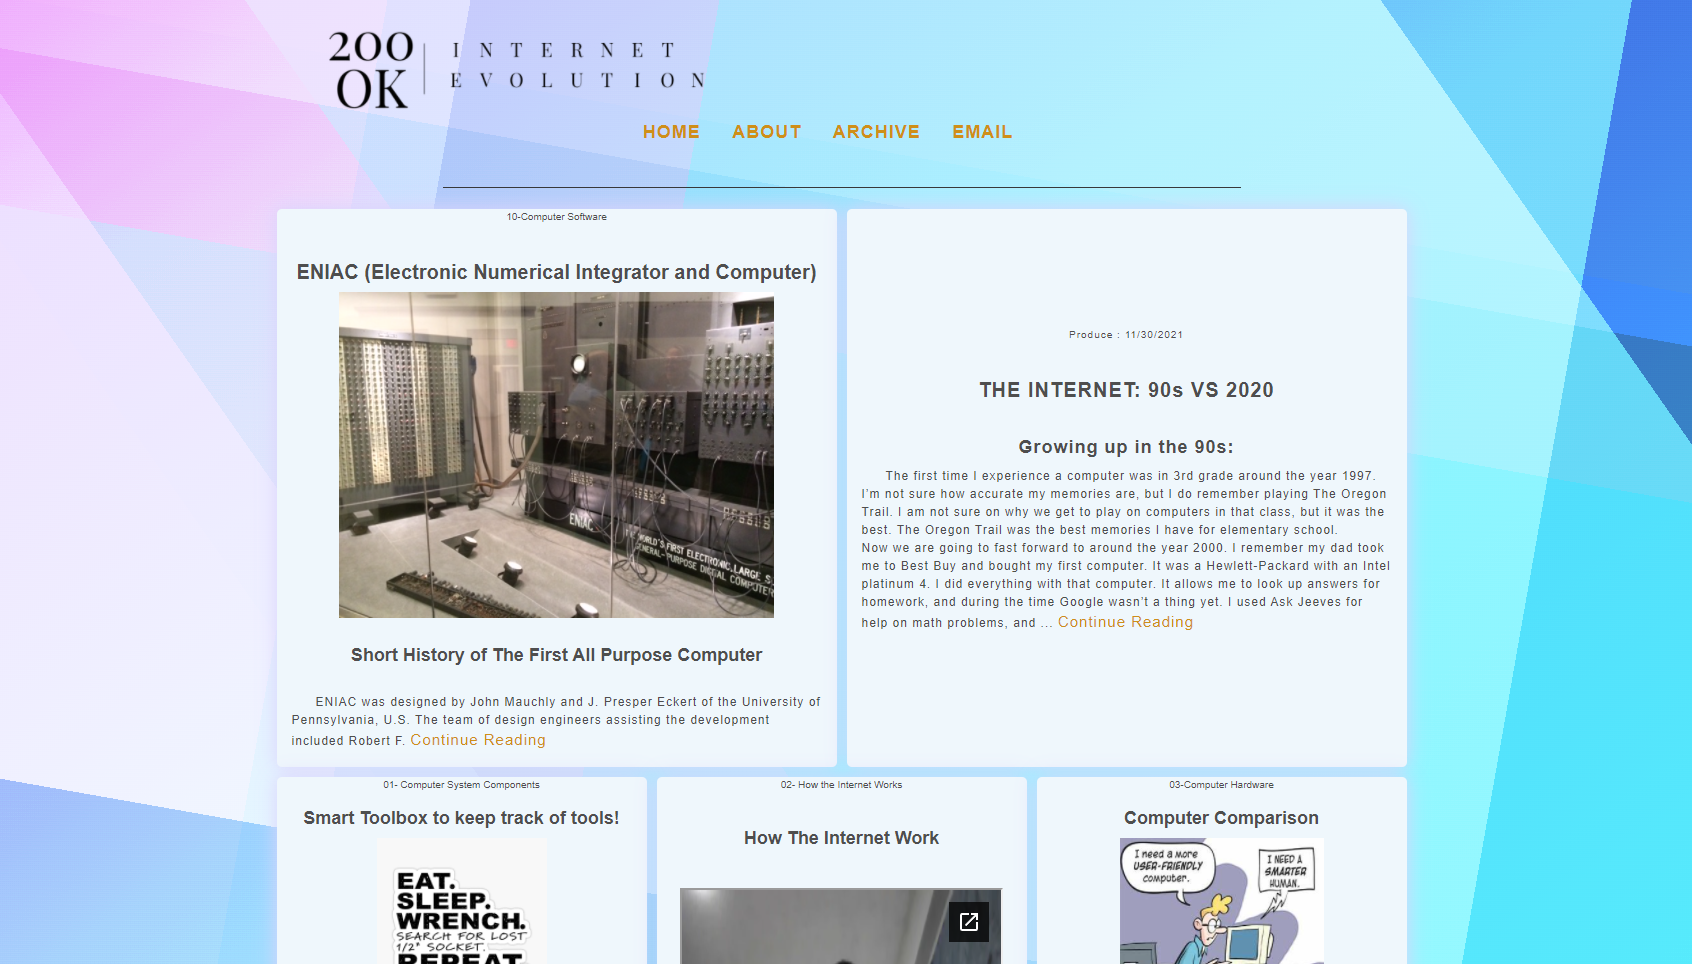 200
OK
INTERNET
EVOLUTION
HOME ABOUT ARCHIVE EMAIL
10-Computer Software
ENIAC (Electronic Numerical Integrator and Computer)
ENIAC
WORLD'S FIRST ELECTRONIC, LARGE
GENERAL-PURPOSE DIGITAL COMPUTER
Short History of The First All Purpose Computer
ENIAC was designed by John Mauchly and J. Presper Eckert of the University of
Pennsylvania, U.S. The team of design engineers assisting the development
included Robert F. Continue Reading
Produce : 11/30/2021
THE INTERNET: 90s VS 2020
Growing up in the 90s:
The first time I experience a computer was in 3rd grade around the year 1997.
I'm not sure how accurate my memories are, but I do remember playing The Oregon
Trail. I am not sure on why we get to play on computers in that class, but it was the
best. The Oregon Trail was the best memories I have for elementary school.
Now we are going to fast forward to around the year 2000. I remember my dad took
me to Best Buy and bought my first computer. It was a Hewlett-Packard with an Intel
platinum 4. I did everything with that computer. It allows me to look up answers for
homework, and during the time Google wasn't a thing yet. I used Ask Jeeves for
help on math problems, and ... Continue Reading
01- Computer System Components
Smart Toolbox to keep track of tools!
EAT.
SLEEP.
WRENCH.
SEARCH FOR LOST
1/2" SOCKET.
REPEAT
02- How the Internet Works
How The Internet Work
03-Computer Hardware
Computer Comparison
I need a more
USER-FRIENDLY
computer.
I NEED A
SMARTER
HUMAN.